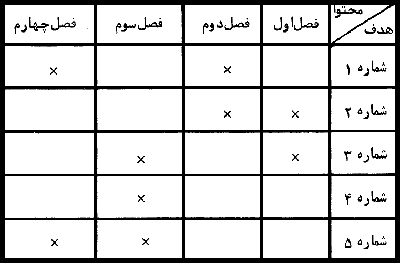 محتوا
هدف فصل اول فصل دوم فصل سوم فصل چهارم
شماره ۱ × ×
شماره ۲ × ×
شماره ۳ × ×
شماره ۴ ×
شماره ۵ × ×